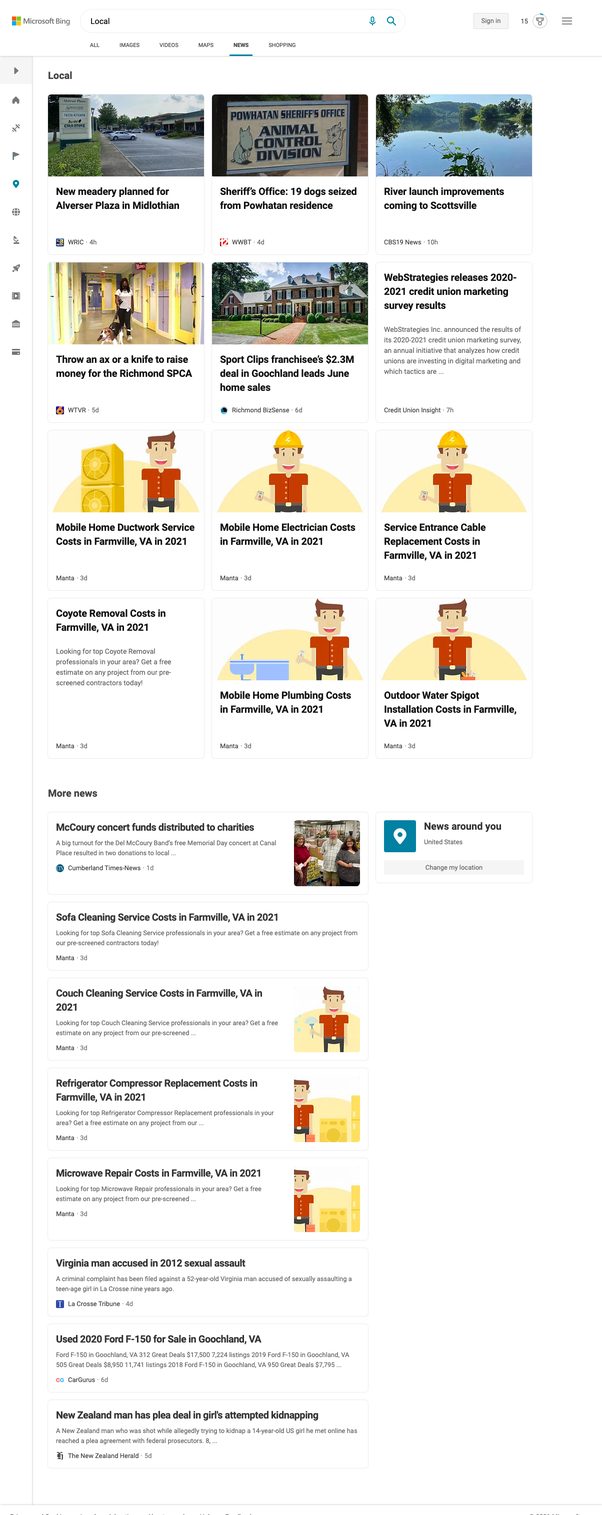 Microsoft Bing
Local
Sign in
15
ALL
IMAGES
VIDEOS
MAPS
NEWS
SHOPPING
Local
POWHATAN SHERIFF'S OFFICE
ANIMAL
CONTROL
DIVISION
New meadery planned for
Alverser Plaza in Midlothian
WRIC · 4h
Sheriff's Office: 19 dogs seized
from Powhatan residence
WWBT · 4d
River launch improvements
coming to Scottsville
CBS19 News · 10h
Throw an ax or a knife to raise
money for the Richmond SPCA
WTVR · 5d
Sport Clips franchisee's $2.3M
deal in Goochland leads June
home sales
Richmond BizSense · 6d
WebStrategies releases 2020-
2021 credit union marketing
survey results
WebStrategies Inc. announced the results of
its 2020-2021 credit union marketing survey,
an annual initiative that analyzes how credit
unions are investing in digital marketing and
which tactics are ...
Credit Union Insight · 7h
Mobile Home Ductwork Service
Costs in Farmville, VA in 2021
Manta · 3d
Mobile Home Electrician Costs
in Farmville, VA in 2021
Manta · 3d
Service Entrance Cable
Replacement Costs in
Farmville, VA in 2021
Manta · 3d
Coyote Removal Costs in
Farmville, VA in 2021
Looking for top Coyote Removal
professionals in your area? Get a free
estimate on any project from our pre-
screened contractors today!
Manta · 3d
Mobile Home Plumbing Costs
in Farmville, VA in 2021
Manta · 3d
Outdoor Water Spigot
Installation Costs in Farmville,
VA in 2021
Manta · 3d
More news
McCoury concert funds distributed to charities
A big turnout for the Del McCoury Band's free Memorial Day concert at Canal
Place resulted in two donations to local ...
Cumberland Times-News · 1d
News around you
United States
Change my location
Sofa Cleaning Service Costs in Farmville, VA in 2021
Looking for top Sofa Cleaning Service professionals in your area? Get a free estimate on any project from
our pre-screened contractors today!
Manta · 3d
Couch Cleaning Service Costs in Farmville, VA in
2021
Looking for top Couch Cleaning Service professionals in your area? Get a free
estimate on any project from our pre-screened ...
Manta · 3d
Refrigerator Compressor Replacement Costs in
Farmville, VA in 2021
Looking for top Refrigerator Compressor Replacement professionals in your
area? Get a free estimate on any project from our ...
Manta · 3d
Microwave Repair Costs in Farmville, VA in 2021
Looking for top Microwave Repair professionals in your area? Get a free
estimate on any project from our pre-screened ...
Manta · 3d
Virginia man accused in 2012 sexual assault
A criminal complaint has been filed against a 52-year-old Virginia man accused of sexually assaulting a
teen-age girl in La Crosse nine years ago.
La Crosse Tribune · 4d
Used 2020 Ford F-150 for Sale in Goochland, VA
Ford F-150 in Goochland, VA 312 Great Deals $17,500 7,224 listings 2019 Ford F-150 in Goochland, VA
505 Great Deals $8,950 11,741 listings 2018 Ford F-150 in Goochland, VA 950 Great Deals $7,795 ...
CarGurus · 6d
New Zealand man has plea deal in girl's attempted kidnapping
A New Zealand man who was shot while allegedly trying to kidnap a 14-year-old US girl he met online has
reached a plea agreement with federal prosecutors. 8, ...
The New Zealand Herald · 5d